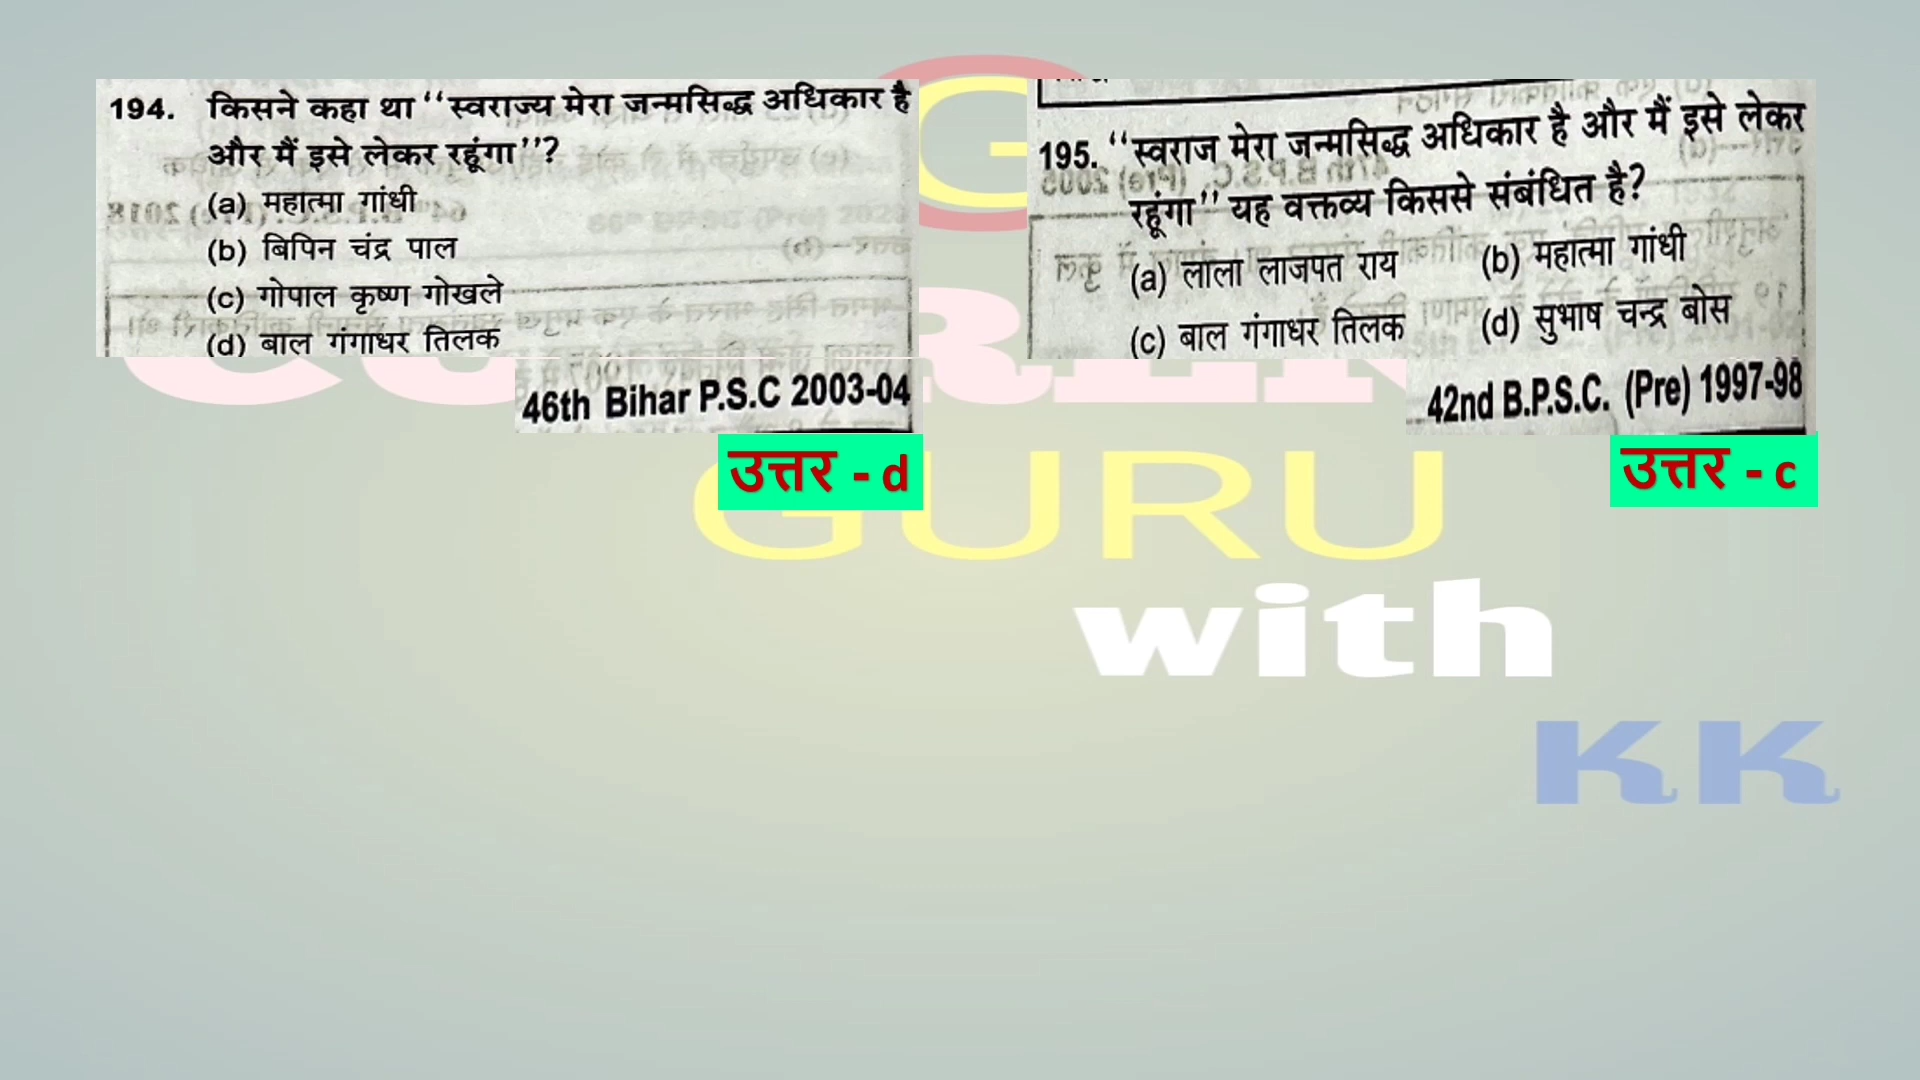 194. किसने कहा था ‘‘स्वराज्य मेरा जन्मसिद्ध अधिकार है
और मैं इसे लेकर रहूंगा’’?
(a) महात्मा गांधी
(b) बिपिन चंद्र पाल
(c) गोपाल कृष्ण गोखले
(d) बाल गंगाधर तिलक
46th Bihar P.S.C 2003-04
उत्तर - d
195. ‘‘स्वराज मेरा जन्मसिद्ध अधिकार है और मैं इसे लेकर
रहूंगा’’ यह वक्तव्य किससे संबंधित है?
(a) लाला लाजपत राय (b) महात्मा गांधी
(c) बाल गंगाधर तिलक (d) सुभाष चन्द्र बोस
42nd B.P.S.C. (Pre) 1997-98
उत्तर - c
G
GURU
with
KK